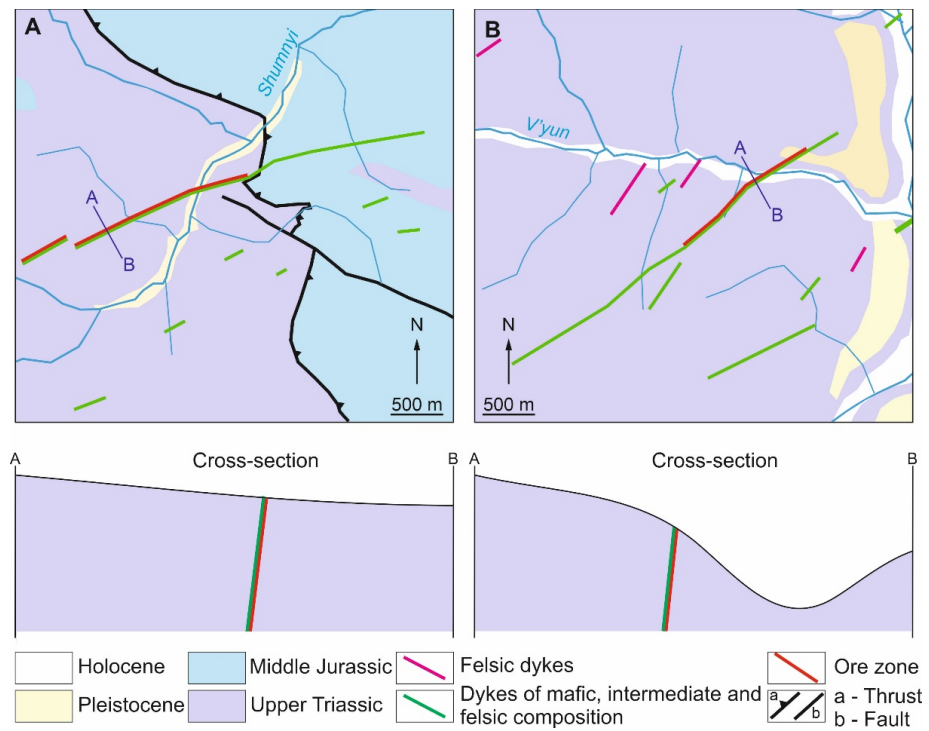 A
Shumnyi
A
B
N
500 m
B
V'yun
A
B
N
500 m
A
Cross-section
B
A
Cross-section
B
Holocene
Pleistocene
Middle Jurassic
Upper Triassic
Felsic dykes
Dykes of mafic, intermediate and
felsic composition
Ore zone
a
b
a - Thrust
b - Fault